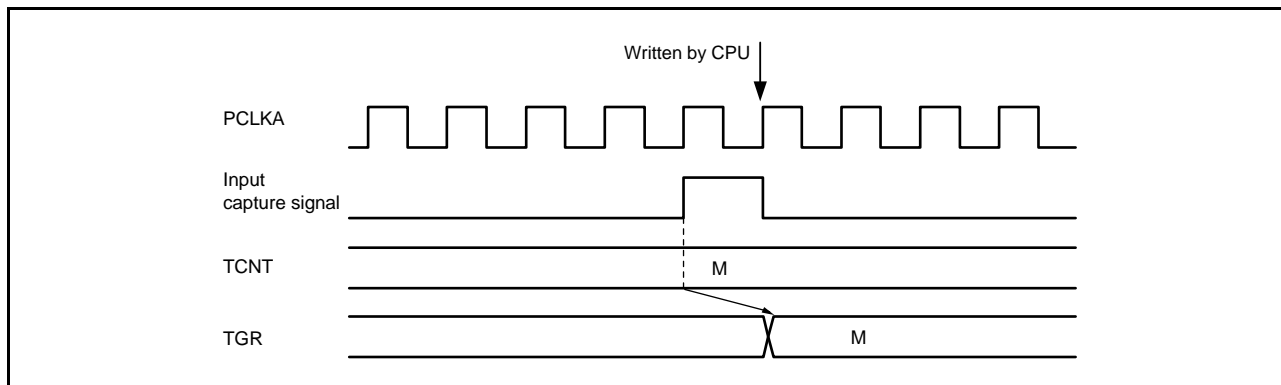 Written by CPU
PCLKA
Input
capture signal
TCNT
M
TGR
M